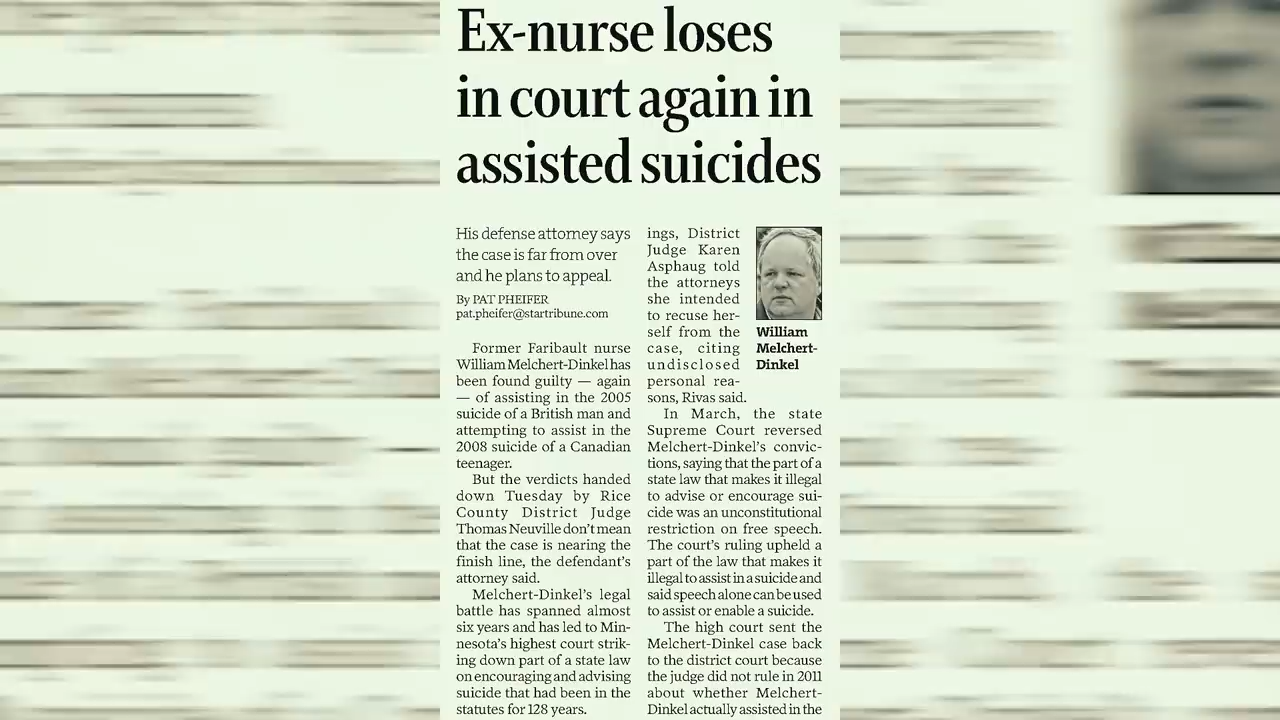 Ex-nurse loses
in court again in
assisted suicides
His defense attorney says
the case is far from over
and he plans to appeal.
By PAT PHEIFER
pat.pheifer@startribune.com
Former Faribault nurse
William Melchert-Dinkel has
been found guilty — again
— of assisting in the 2005
suicide of a British man and
attempting to assist in the
2008 suicide of a Canadian
teenager.
But the verdicts handed
down Tuesday by Rice
County District Judge
Thomas Neuville don't mean
that the case is nearing the
finish line, the defendant's
attorney said.
Melchert-Dinkel's legal
battle has spanned almost
six years and has led to Min-
nesota's highest court strik-
ing down part of a state law
on encouraging and advising
suicide that had been in the
statutes for 128 years.
ings, District
Judge Karen
Asphaug told
the attorneys
she intended
to recuse her-
self from the
case, citing
undisclosed
personal rea-
sons, Rivas said.
William
Melchert-
Dinkel
In March, the state
Supreme Court reversed
Melchert-Dinkel's convic-
tions, saying that the part of a
state law that makes it illegal
to advise or encourage sui-
cide was an unconstitutional
restriction on free speech.
The court's ruling upheld a
part of the law that makes it
illegal to assist in a suicide and
said speech alone can be used
to assist or enable a suicide.
The high court sent the
Melchert-Dinkel case back
to the district court because
the judge did not rule in 2011
about whether Melchert-
Dinkel actually assisted in the